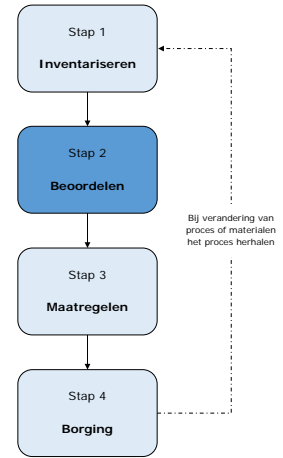 Stap 1
Inventariseren
Stap 2
Beoordelen
Bij verandering van
proces of materialen
het proces herhalen
Stap 3
Maatregelen
Stap 4
Borging